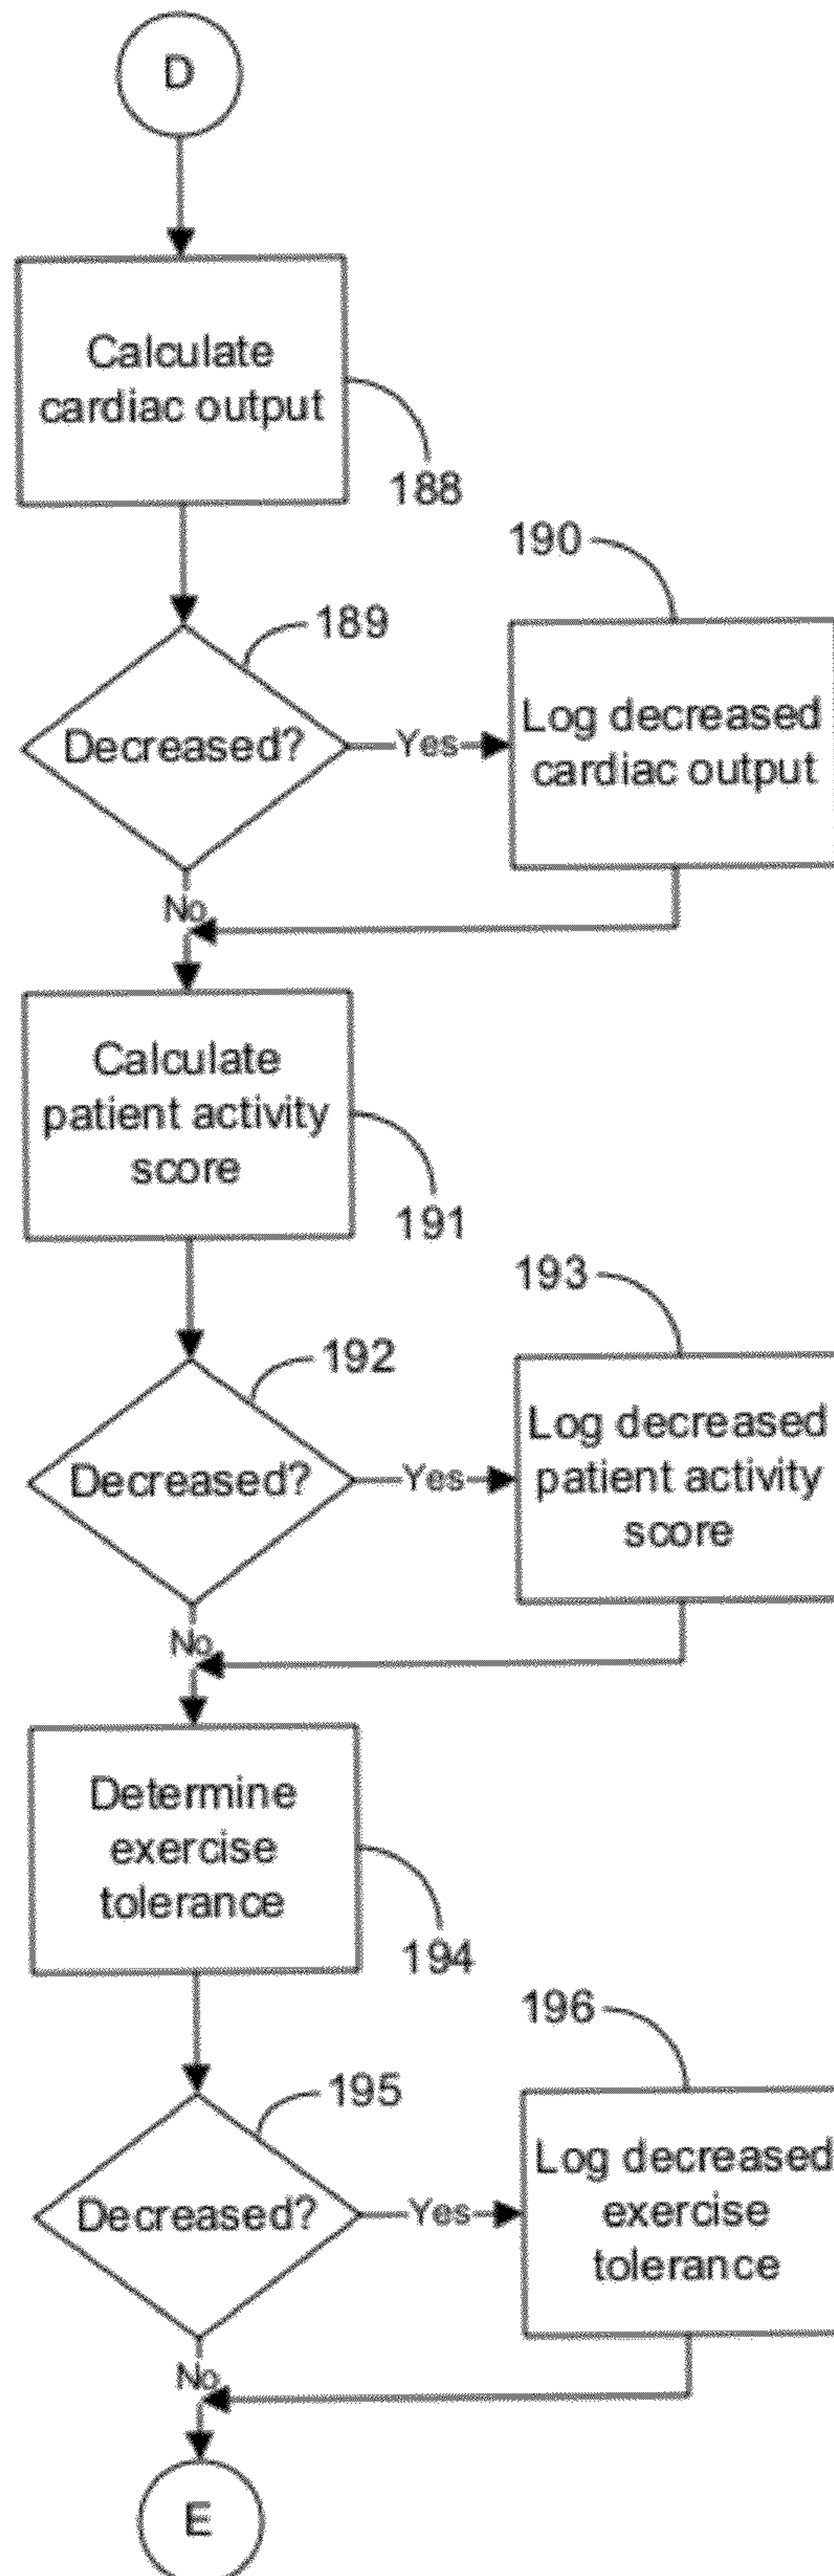 D
Calculate
cardiac output
188
189
190
Decreased?
Yes
Log decreased
cardiac output
No
Calculate
patient activity
score
191
192
193
Decreased?
Yes
Log decreased
patient activity
score
No
Determine
exercise
tolerance
194
195
196
Decreased?
Yes
Log decreased
exercise
tolerance
No
E